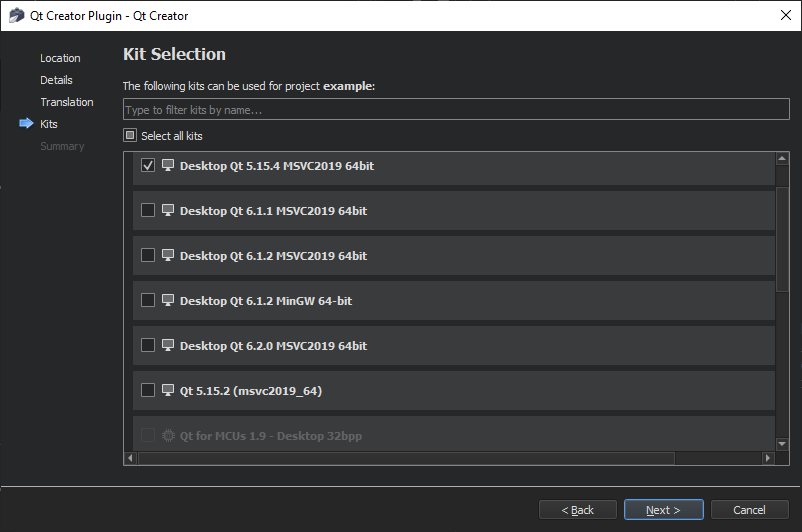 Qt Creator Plugin - Qt Creator
Location
Details
Translation
Kits
Summary
Kit Selection
The following kits can be used for project example:
Type to filter kits by name...
Select all kits
Desktop Qt 5.15.4 MSVC2019 64bit
Desktop Qt 6.1.1 MSVC2019 64bit
Desktop Qt 6.1.2 MSVC2019 64bit
Desktop Qt 6.1.2 MinGW 64-bit
Desktop Qt 6.2.0 MSVC2019 64bit
Qt 5.15.2 (msvc2019_64)
Qt for MCUs 1.9 - Desktop 32bpp
< Back
Next >
Cancel